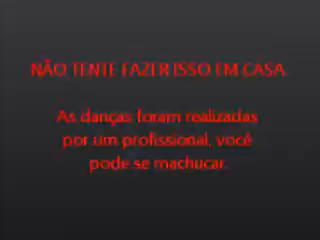 NÃO TENTE FAZER ISSO EM CASA
As danças foram realizadas
por um profissional, você
pode se machucar.